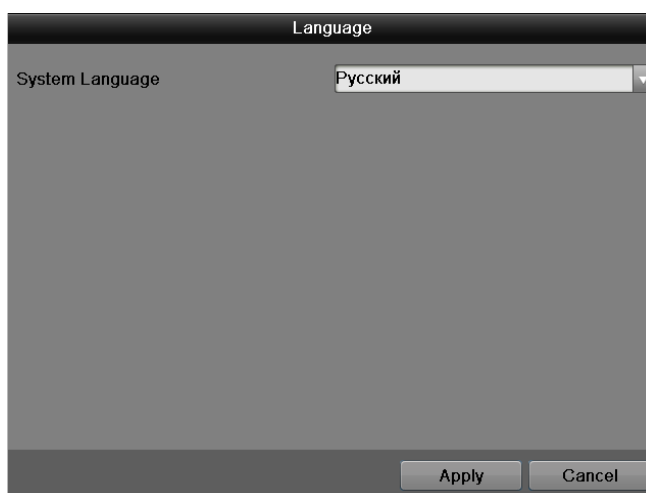 Language
System Language
Русский
Apply
Cancel